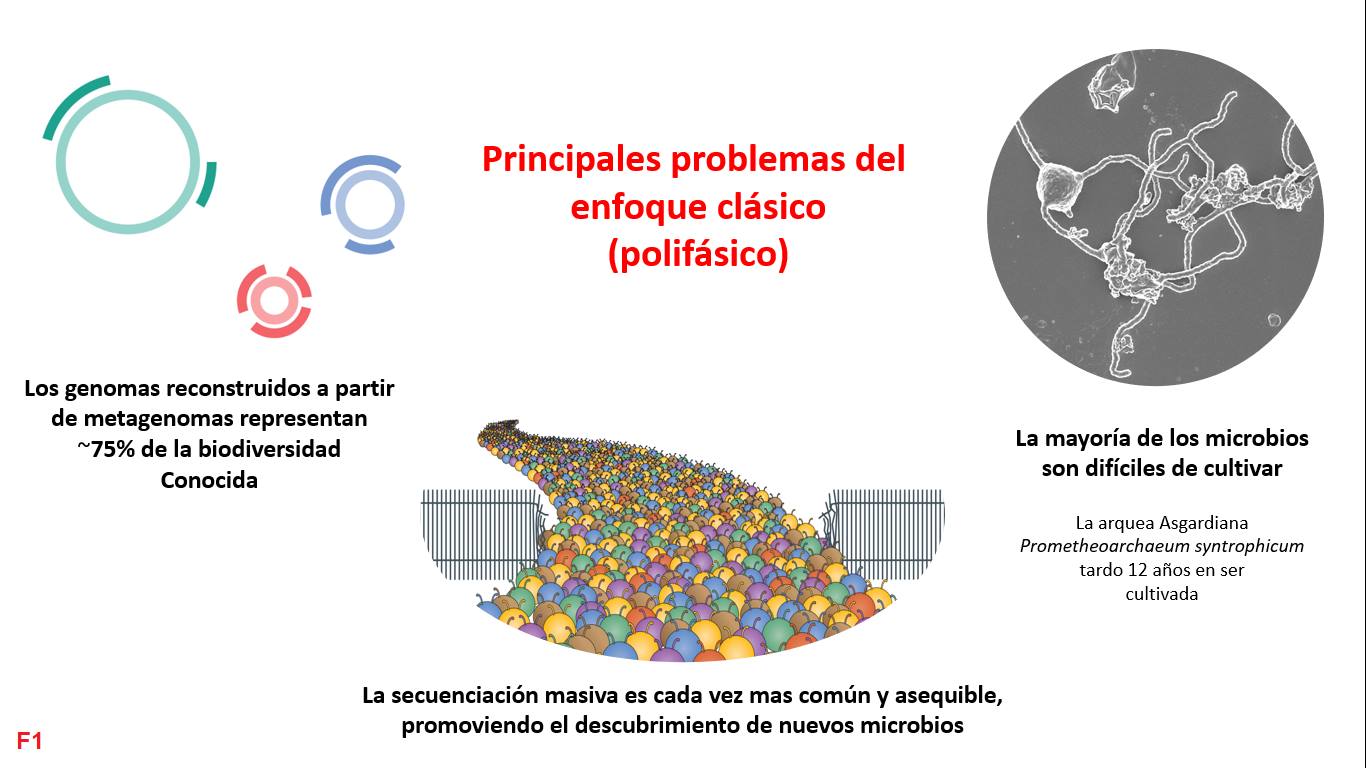 Principales problemas del
enfoque clásico
(polifásico)
Los genomas reconstruidos a partir
de metagenomas representan
~75% de la biodiversidad
Conocida
La mayoría de los microbios
son difíciles de cultivar
La arquea Asgardiana
Prometheoarchaeum syntrophicum
tardo 12 años en ser
cultivada
La secuenciación masiva es cada vez mas común y asequible,
promoviendo el descubrimiento de nuevos microbios
F1